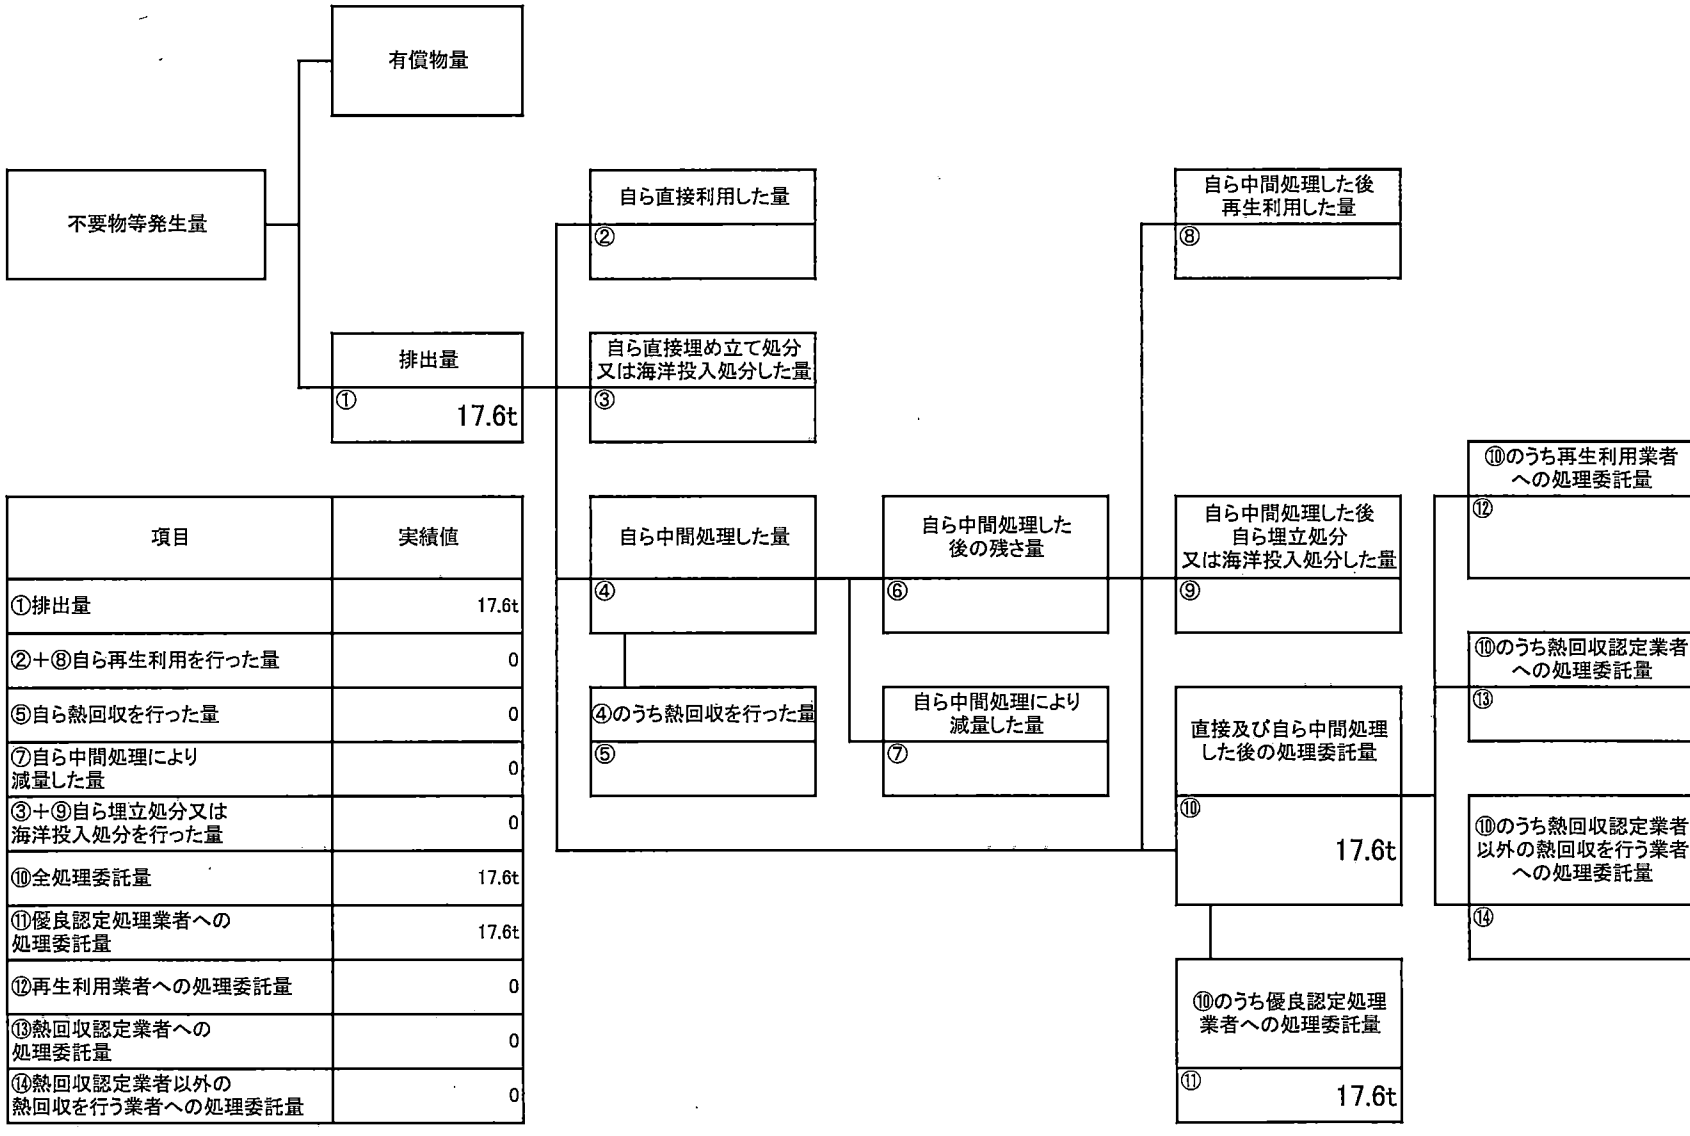 有償物量
不要物等発生量
自ら直接利用した量
②
自ら中間処理した後
再生利用した量
⑧
排出量
①
17.6t
自ら直接埋め立て処分
又は海洋投入処分した量
③
項目 実績値
①排出量 17.6t
②+⑧自ら再生利用を行った量 0
⑤自ら熱回収を行った量 0
⑦自ら中間処理により
減量した量 0
③+⑨自ら埋立処分又は
海洋投入処分を行った量 0
⑩全処理委託量 17.6t
⑪優良認定処理業者への
処理委託量 17.6t
⑫再生利用業者への処理委託量 0
⑬熱回収認定業者への
処理委託量 0
⑭熱回収認定業者以外の
熱回収を行う業者への処理委託量 0
自ら中間処理した量
④
④のうち熱回収を行った量
⑤
自ら中間処理した
後の残さ量
⑥
自ら中間処理により
減量した量
⑦
自ら中間処理した後
自ら埋立処分
又は海洋投入処分した量
⑨
直接及び自ら中間処理
した後の処理委託量
⑩
17.6t
⑩のうち優良認定処理
業者への処理委託量
⑪
17.6t
⑩のうち再生利用業者
への処理委託量
⑫
⑩のうち熱回収認定業者
への処理委託量
⑬
⑩のうち熱回収認定業者
以外の熱回収を行う業者
への処理委託量
⑭